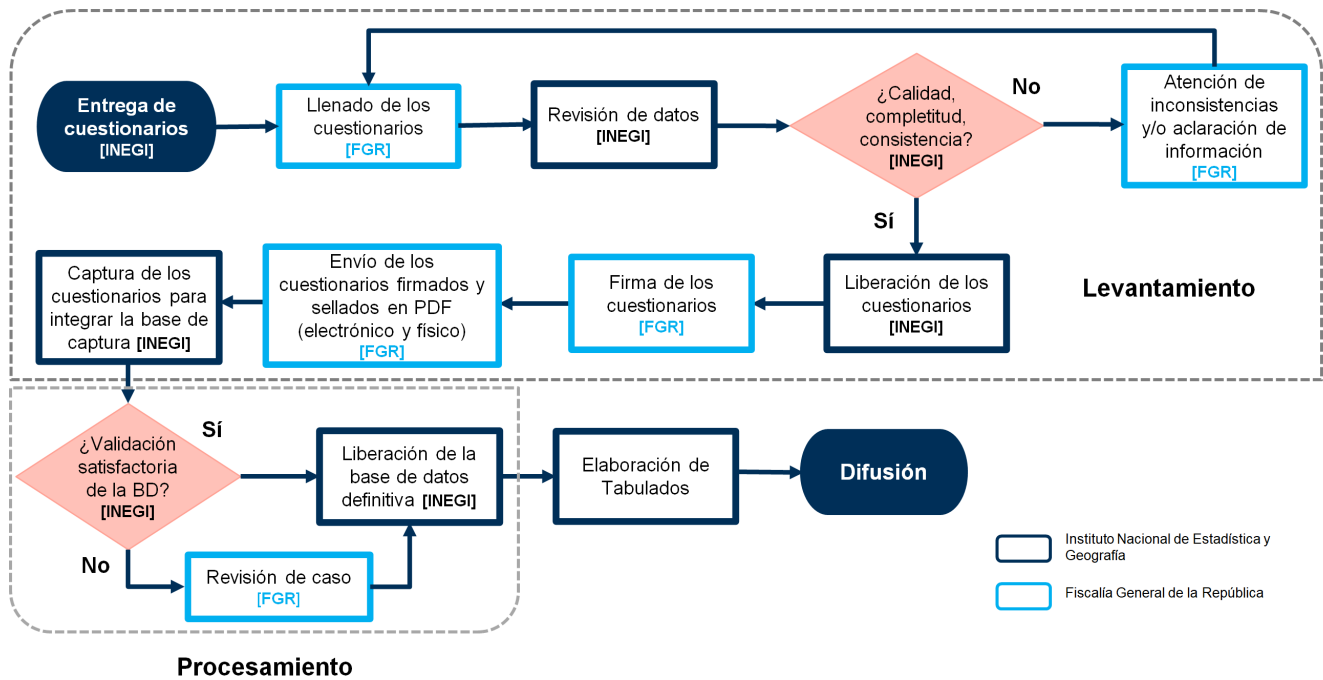 Entrega de
cuestionarios
[INEGI]
Llenado de los
cuestionarios
[FGR]
Revisión de datos
[INEGI]
¿Calidad,
completitud,
consistencia?
[INEGI]
No
Atención de
inconsistencias
y/o aclaración de
información
[FGR]
Sí
Captura de los
cuestionarios para
integrar la base de
captura [INEGI]
Envío de los
cuestionarios firmados y
sellados en PDF
(electrónico y físico)
[FGR]
Firma de los
cuestionarios
[FGR]
Liberación de los
cuestionarios
[INEGI]
Levantamiento
¿Validación
satisfactoria
de la BD?
[INEGI]
Sí
Liberación de la
base de datos
definitiva [INEGI]
Elaboración de
Tabulados
Difusión
No
Revisión de caso
[FGR]
Instituto Nacional de Estadística y
Geografía
Fiscalía General de la República
Procesamiento